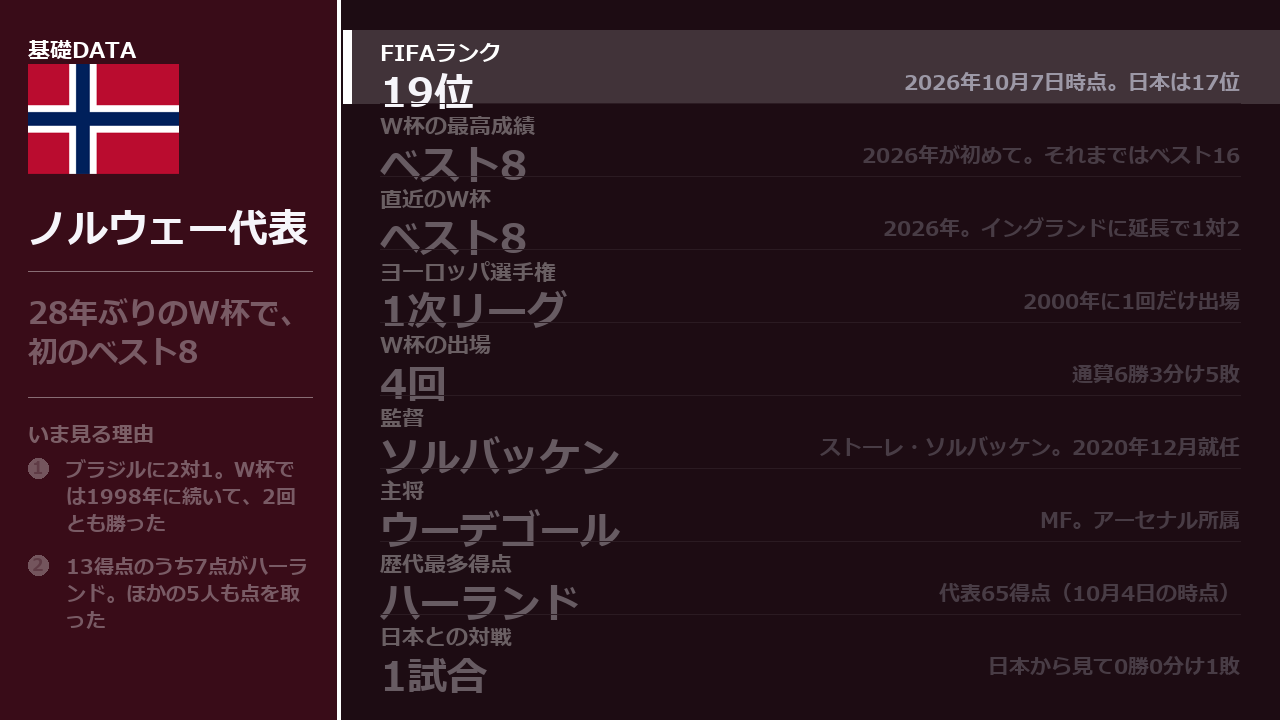 基礎DATA
ノルウェー代表
28年ぶりのW杯で、
初のベスト8
いま見る理由
1 ブラジルに2対1。W杯で
は1998年に続いて、2回
とも勝った
2 13得点のうち7点がハーラ
ンド。ほかの5人も点を取
った
FIFAランク
19位 2026年10月7日時点。日本は17位
W杯の最高成績
ベスト8 2026年が初めて。それまではベスト16
直近のW杯
ベスト8 2026年。イングランドに延長で1対2
ヨーロッパ選手権
1次リーグ 2000年に1回だけ出場
W杯の出場
4回 通算6勝3分け5敗
監督
ソルバッケン ストーレ・ソルバッケン。2020年12月就任
主将
ウーデゴール MF。アーセナル所属
歴代最多得点
ハーランド 代表65得点（10月4日の時点）
日本との対戦
1試合 日本から見て0勝0分け1敗